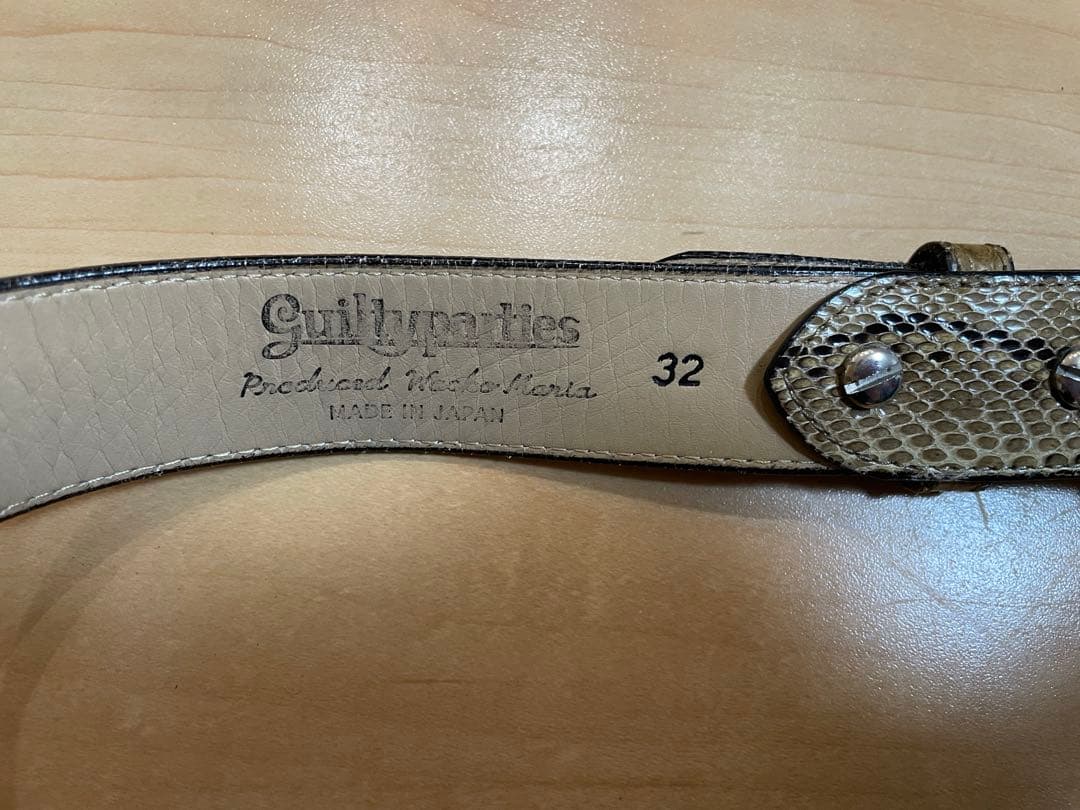 Guiltyparties
Produced Wacko Maria
MADE IN JAPAN
32